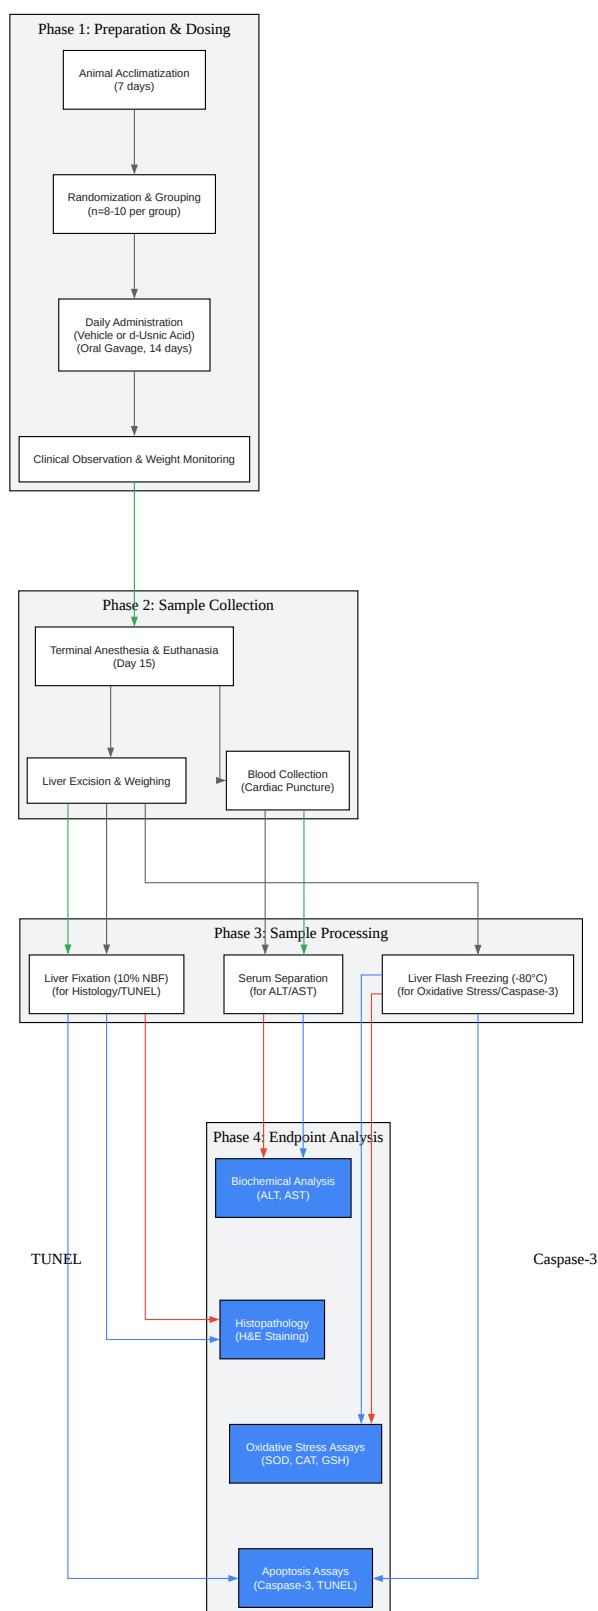 Phase 1: Preparation & Dosing
Animal Acclimatization
(7 days)
Randomization & Grouping
(n=8-10 per group)
Daily Administration
(Vehicle or d-Usnic Acid)
(Oral Gavage, 14 days)
Clinical Observation & Weight Monitoring
Phase 2: Sample Collection
Terminal Anesthesia & Euthanasia
(Day 15)
Liver Excision & Weighing
Blood Collection
(Cardiac Puncture)
Phase 3: Sample Processing
Liver Fixation (10% NBF)
(for Histology/TUNEL)
Serum Separation
(for ALT/AST)
Liver Flash Freezing (-80°C)
(for Oxidative Stress/Caspase-3)
Phase 4: Endpoint Analysis
Biochemical Analysis
(ALT, AST)
TUNEL
Caspase-3
Histopathology
(H&E Staining)
Oxidative Stress Assays
(SOD, CAT, GSH)
Apoptosis Assays
(Caspase-3, TUNEL)